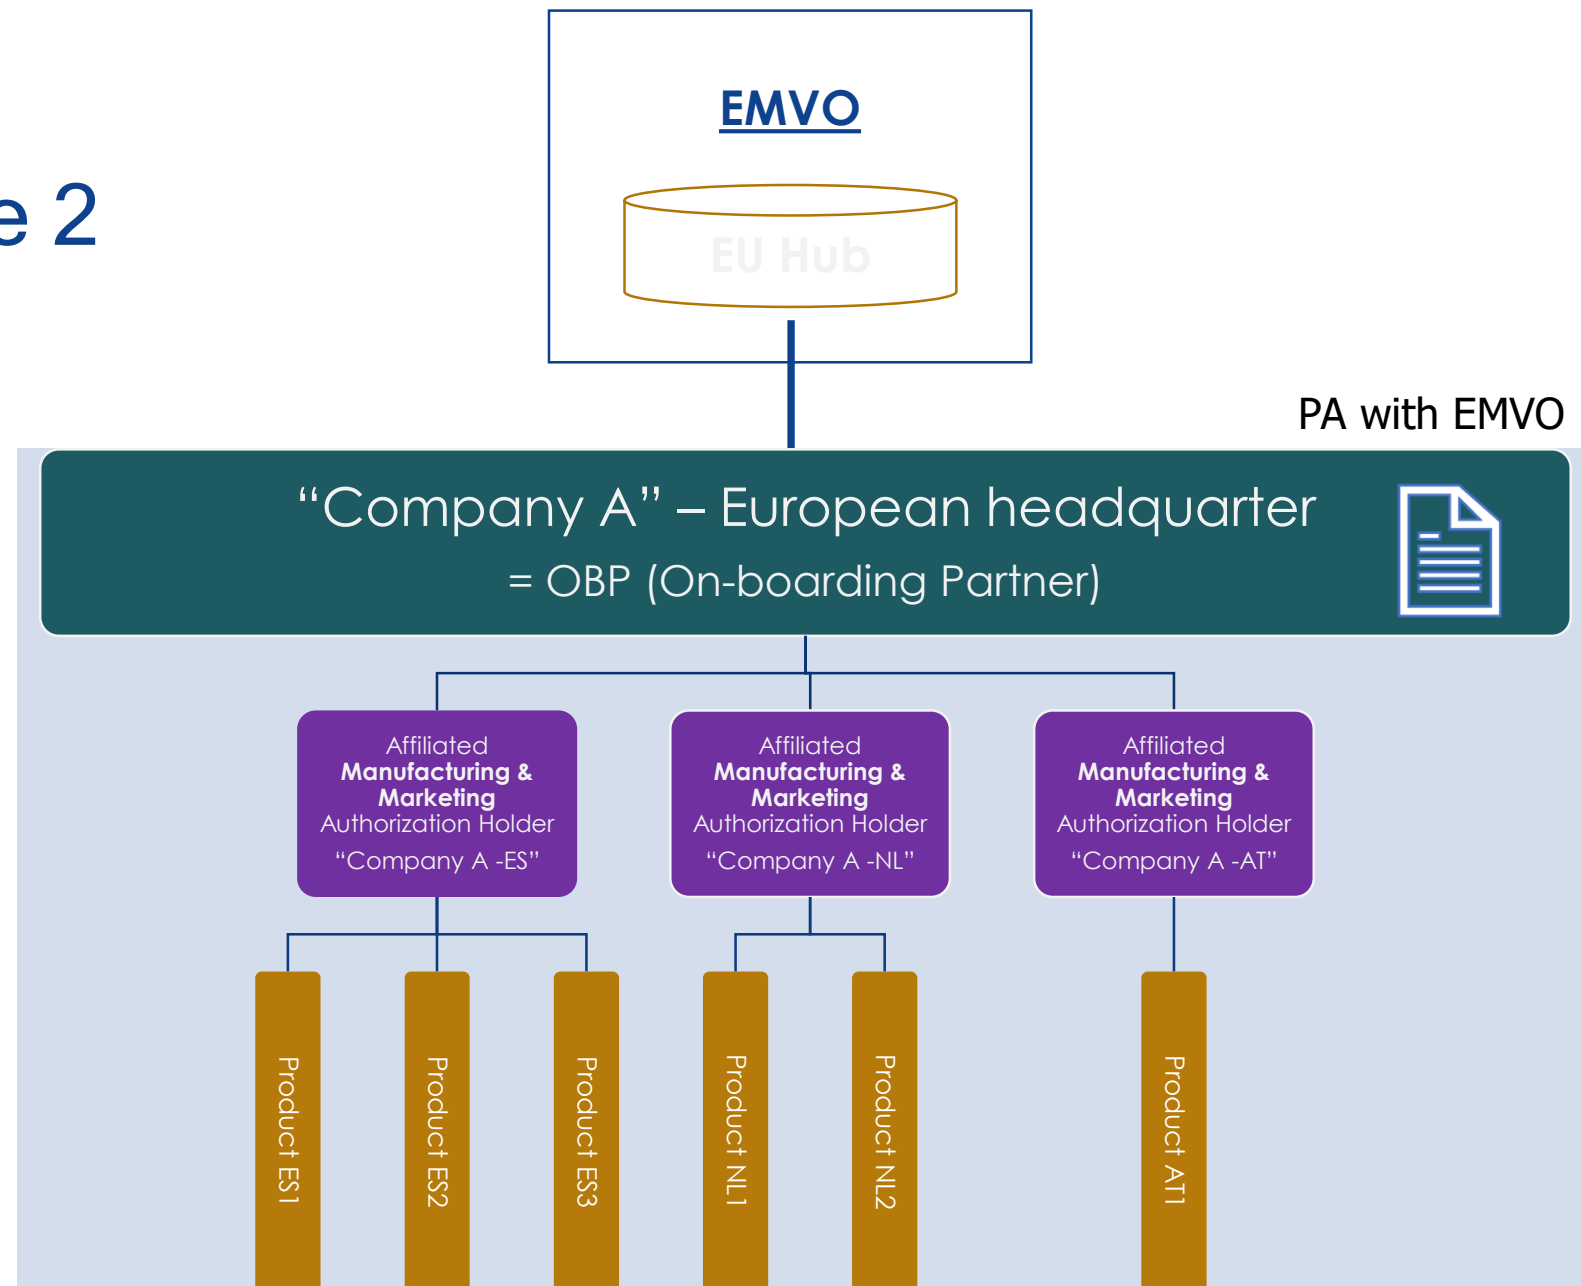 EMVO
e 2
EU Hub
PA with EMVO
“Company A” – European headquarter
= OBP (On-boarding Partner)
Affiliated
Manufacturing &
Marketing
Authorization Holder
“Company A -ES”
Affiliated
Manufacturing &
Marketing
Authorization Holder
“Company A -NL”
Affiliated
Manufacturing &
Marketing
Authorization Holder
“Company A -AT”
Product ES1
Product ES2
Product ES3
Product NL1
Product NL2
Product AT1